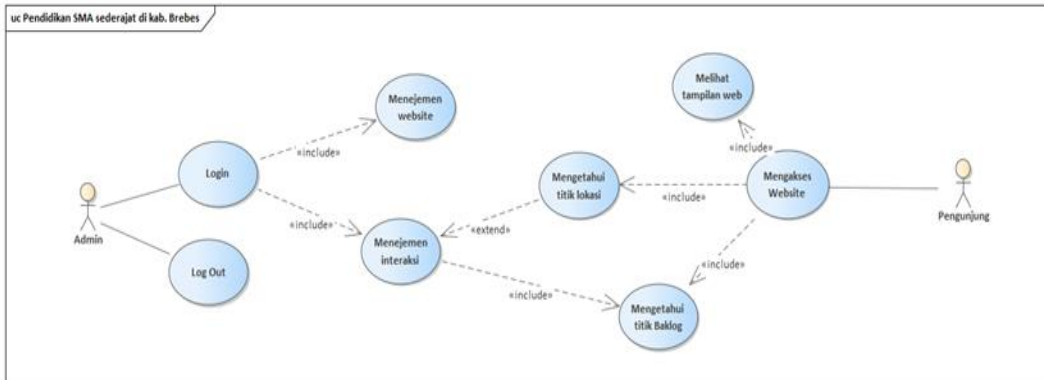 uc Pendidikan SMA sederajat di kab. Brebes
Melihat
tampilan web
Menejemen
website
«include»
«include»
Login
Mengetahui
titik lokasi
Mengakses
Website
«include»
Admin
Pengunjung
«include»
«extend»
Menejemen
interaksi
Log Out
«include»
«include»
Mengetahui
titik Baklog